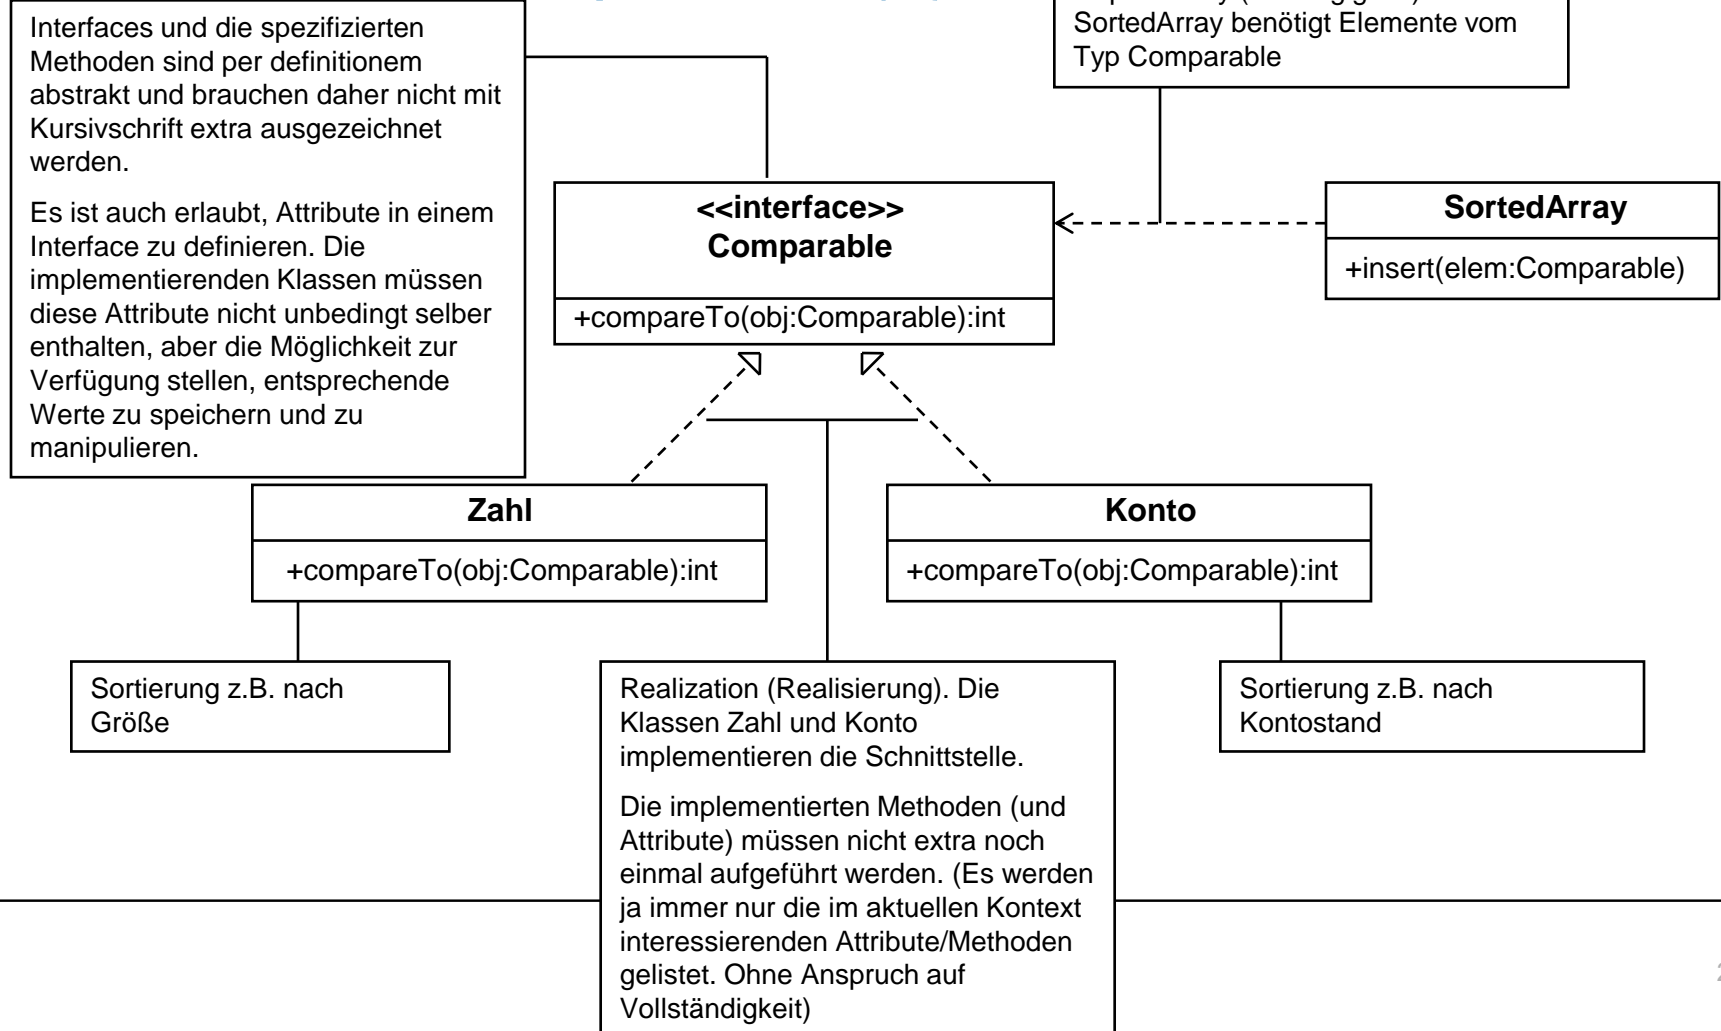 Interfaces und die spezifizierten
Methoden sind per definitionem
abstrakt und brauchen daher nicht mit
Kursivschrift extra ausgezeichnet
werden.
Es ist auch erlaubt, Attribute in einem
Interface zu definieren. Die
implementierenden Klassen müssen
diese Attribute nicht unbedingt selber
enthalten, aber die Möglichkeit zur
Verfügung stellen, entsprechende
Werte zu speichern und zu
manipulieren.
SortedArray benötigt Elemente vom
Typ Comparable
<<interface>>
Comparable
+compareTo(obj:Comparable):int
SortedArray
+insert(elem:Comparable)
Zahl
+compareTo(obj:Comparable):int
Konto
+compareTo(obj:Comparable):int
Sortierung z.B. nach
Größe
Realization (Realisierung). Die
Klassen Zahl und Konto
implementieren die Schnittstelle.
Die implementierten Methoden (und
Attribute) müssen nicht extra noch
einmal aufgeführt werden. (Es werden
ja immer nur die im aktuellen Kontext
interessierenden Attribute/Methoden
gelistet. Ohne Anspruch auf
Vollständigkeit)
Sortierung z.B. nach
Kontostand